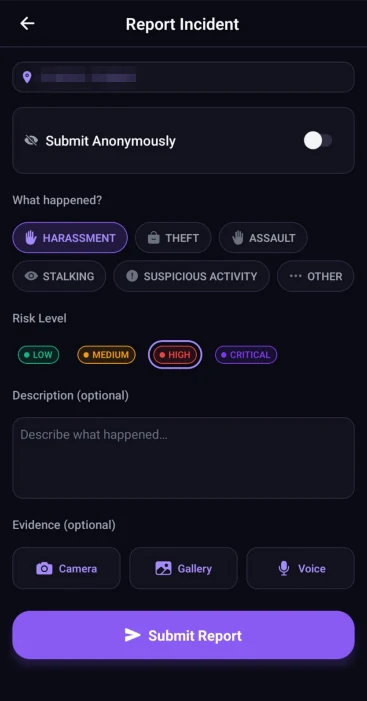 Report Incident
Submit Anonymously
What happened?
HARASSMENT THEFT ASSAULT
STALKING SUSPICIOUS ACTIVITY OTHER
Risk Level
LOW MEDIUM HIGH CRITICAL
Description (optional)
Describe what happened...
Evidence (optional)
Camera Gallery Voice
Submit Report